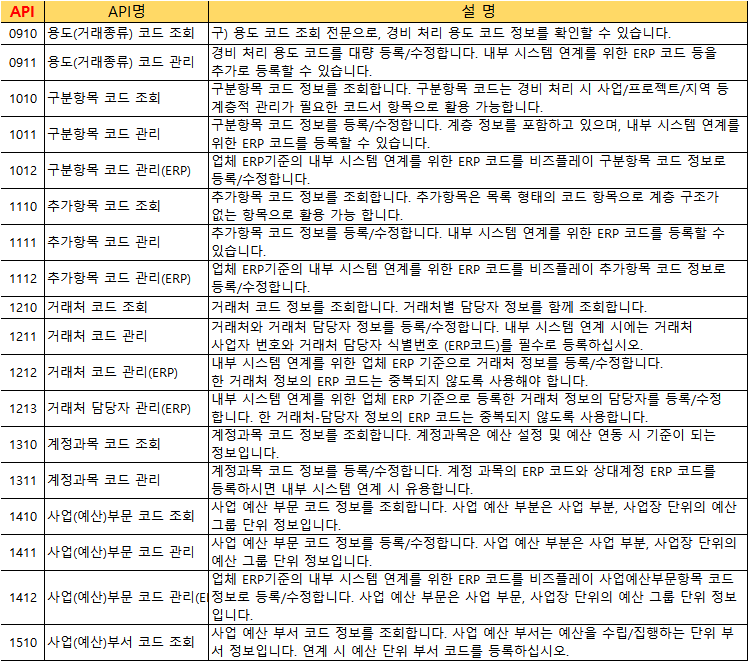 API API명 설 명
0910 용도(거래종류) 코드 조회 구) 용도 코드 조회 전문으로, 경비 처리 용도 코드 정보를 확인할 수 있습니다.
0911 용도(거래종류) 코드 관리 경비 처리 용도 코드를 대량 등록/수정합니다. 내부 시스템 연계를 위한 ERP 코드 등을
추가로 등록할 수 있습니다.
1010 구분항목 코드 조회 구분항목 코드 정보를 조회합니다. 구분항목 코드는 경비 처리 시 사업/프로젝트/지역 등
계층적 관리가 필요한 코드서 항목으로 활용 가능합니다.
1011 구분항목 코드 관리 구분항목 코드 정보를 등록/수정합니다. 계층 정보를 포함하고 있으며, 내부 시스템 연계를
위한 ERP 코드를 등록할 수 있습니다.
1012 구분항목 코드 관리(ERP) 업체 ERP기준의 내부 시스템 연계를 위한 ERP 코드를 비즈플레이 구분항목 코드 정보로
등록/수정합니다.
1110 추가항목 코드 조회 추가항목 코드 정보를 조회합니다. 추가항목은 목록 형태의 코드 항목으로 계층 구조가
없는 항목으로 활용 가능 합니다.
1111 추가항목 코드 관리 추가항목 코드 정보를 등록/수정합니다. 내부 시스템 연계를 위한 ERP 코드를 등록할 수
있습니다.
1112 추가항목 코드 관리(ERP) 업체 ERP기준의 내부 시스템 연계를 위한 ERP 코드를 비즈플레이 추가항목 코드 정보로
등록/수정합니다.
1210 거래처 코드 조회 거래처 코드 정보를 조회합니다. 거래처별 담당자 정보를 함께 조회합니다.
1211 거래처 코드 관리 거래처와 거래처 담당자 정보를 등록/수정합니다. 내부 시스템 연계 시에는 거래처
사업자 번호와 거래처 담당자 식별번호 (ERP코드)를 필수로 등록하십시오.
1212 거래처 코드 관리(ERP) 내부 시스템 연계를 위한 업체 ERP 기준으로 거래처 정보를 등록/수정합니다.
한 거래처 정보의 ERP 코드는 중복되지 않도록 사용해야 합니다.
1213 거래처 담당자 관리(ERP) 내부 시스템 연계를 위한 업체 ERP 기준으로 등록한 거래처 정보의 담당자를 등록/수정
합니다. 한 거래처-담당자 정보의 ERP 코드는 중복되지 않도록 사용합니다.
1310 계정과목 코드 조회 계정과목 코드 정보를 조회합니다. 계정과목은 예산 설정 및 예산 연동 시 기준이 되는
정보입니다.
1311 계정과목 코드 관리 계정과목 코드 정보를 등록/수정합니다. 계정 과목의 ERP 코드와 상대계정 ERP 코드를
등록하시면 내부 시스템 연계 시 유용합니다.
1410 사업(예산)부문 코드 조회 사업 예산 부문 코드 정보를 조회합니다. 사업 예산 부분은 사업 부분, 사업장 단위의 예산
그룹 단위 정보입니다.
1411 사업(예산)부문 코드 관리 사업 예산 부문 코드 정보를 등록/수정합니다. 사업 예산 부분은 사업 부분, 사업장 단위의
예산 그룹 단위 정보입니다.
1412 사업(예산)부문 코드 관리(E 업체 ERP기준의 내부 시스템 연계를 위한 ERP 코드를 비즈플레이 사업예산부문항목 코드
정보로 등록/수정합니다. 사업 예산 부문은 사업 부문, 사업장 단위의 예산 그룹 단위 정보
입니다.
1510 사업(예산)부서 코드 조회 사업 예산 부서 코드 정보를 조회합니다. 사업 예산 부서는 예산을 수립/집행하는 단위 부
서 정보입니다. 연계 시 예산 단위 부서 코드를 등록하십시오.